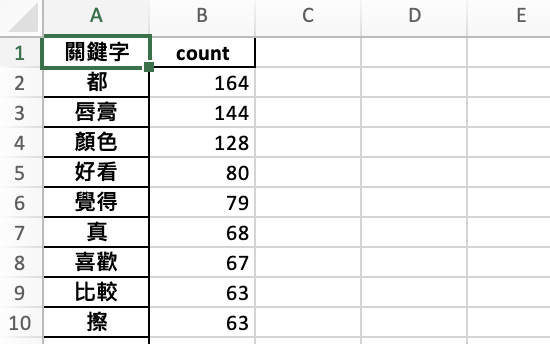 A B C D E
1 關鍵字 count
2 都 164
3 唇膏 144
4 顏色 128
5 好看 80
6 覺得 79
7 真 68
8 喜歡 67
9 比較 63
10 擦 63